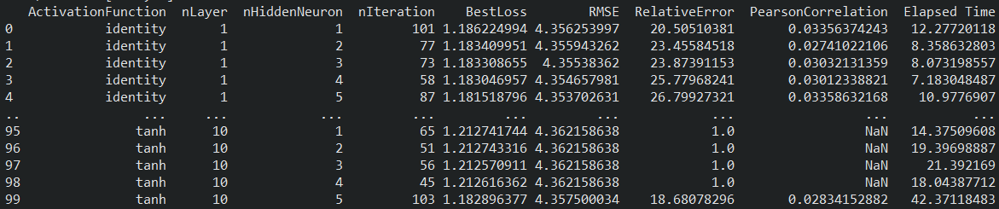 ActivationFunction nLayer nHiddenNeuron nIteration BestLoss RMSE RelativeError PearsonCorrelation Elapsed Time
0 identity 1 1 101 1.186224994 4.356253997 20.50510381 0.03356374243 12.27720118
1 identity 1 2 77 1.183409951 4.355943262 23.45584518 0.02741022106 8.358632803
2 identity 1 3 73 1.183308655 4.35538362 23.87391153 0.03032131359 8.073198557
3 identity 1 4 58 1.183046957 4.354657981 25.77968241 0.03012338821 7.183048487
4 identity 1 5 87 1.181518796 4.353702631 26.79927321 0.03358632168 10.9776907
.. ... ... ... ... ... ... ... ... ...
95 tanh 10 1 65 1.212741744 4.362158638 1.0 NaN 14.37509608
96 tanh 10 2 51 1.212743316 4.362158638 1.0 NaN 19.39698887
97 tanh 10 3 56 1.212570911 4.362158638 1.0 NaN 21.392169
98 tanh 10 4 45 1.212616362 4.362158638 1.0 NaN 18.04387712
99 tanh 10 5 103 1.182896377 4.357500034 18.68078296 0.02834152882 42.37118483